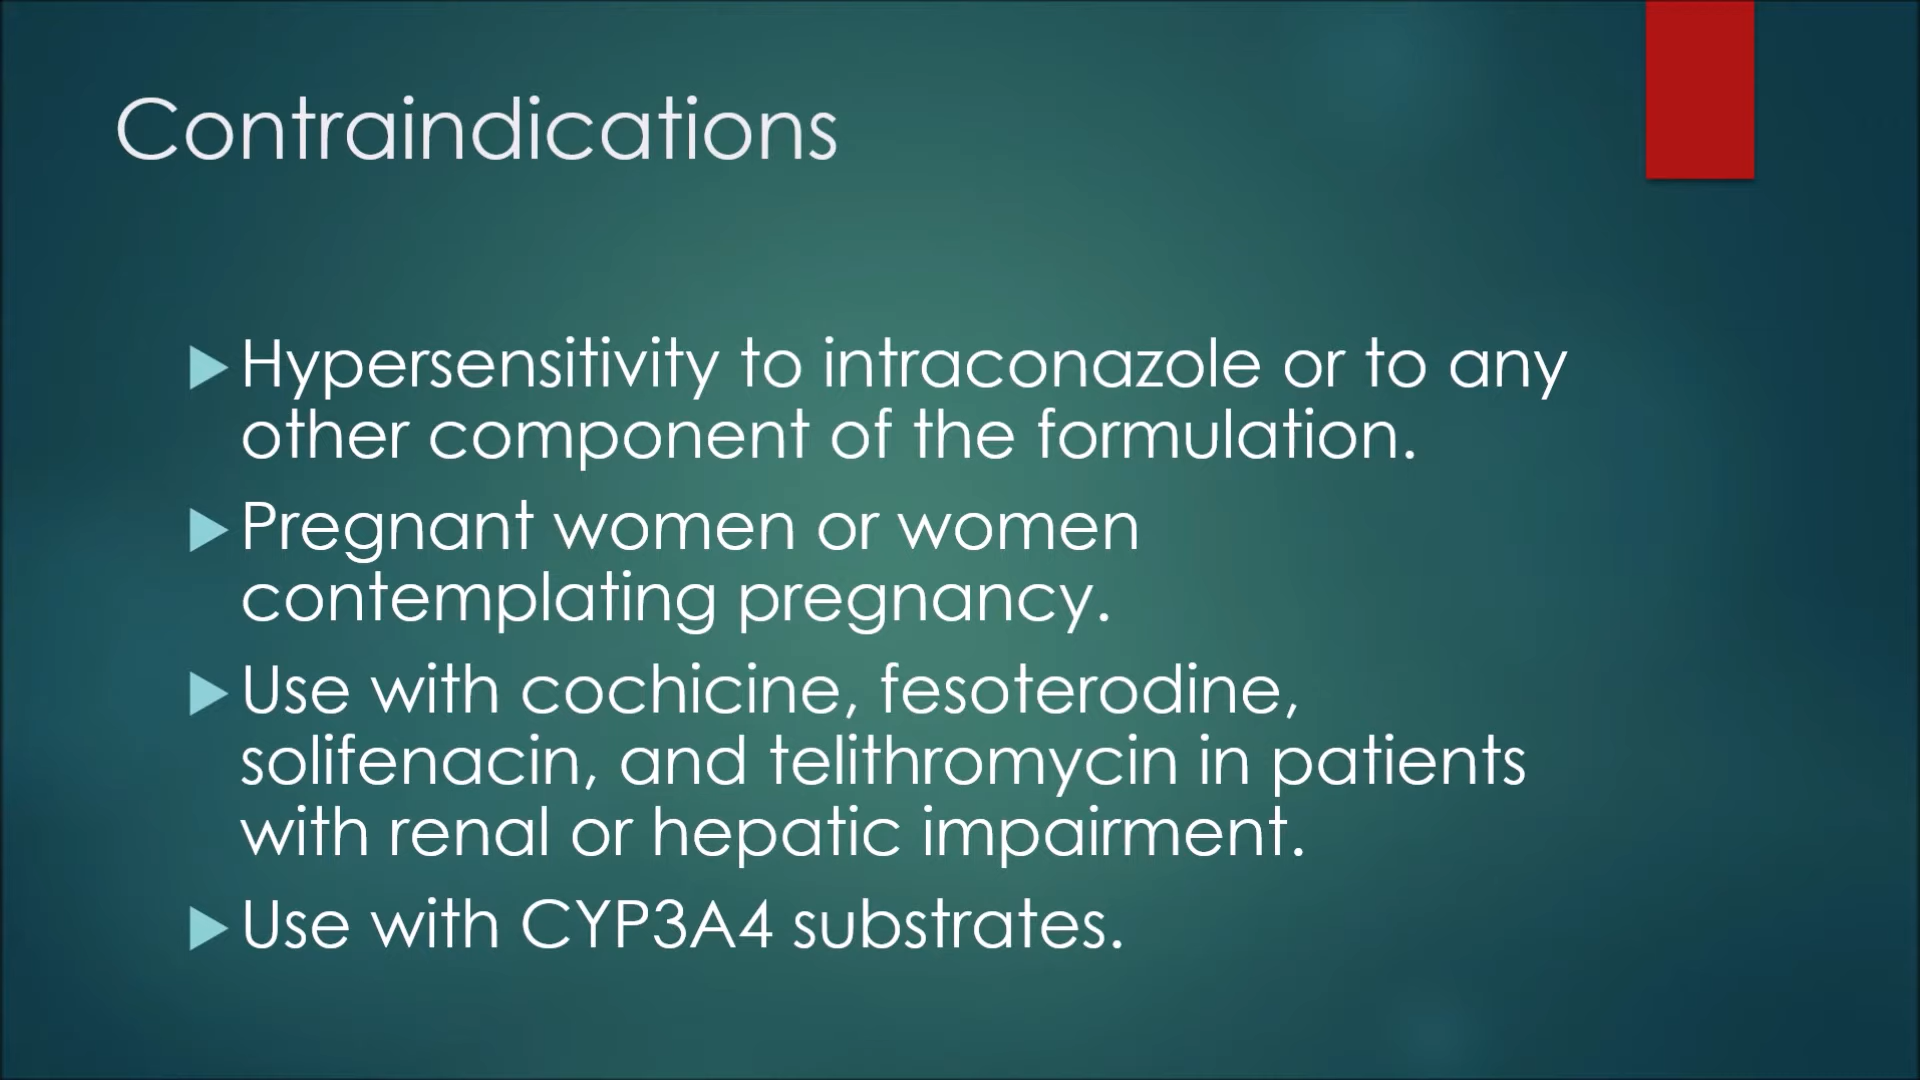 Contraindications
Hypersensitivity to intraconazole or to any
other component of the formulation.
Pregnant women or women
contemplating pregnancy.
Use with cochicine, fesoterodine,
solifenacin, and telithromycin in patients
with renal or hepatic impairment.
Use with CYP3A4 substrates.